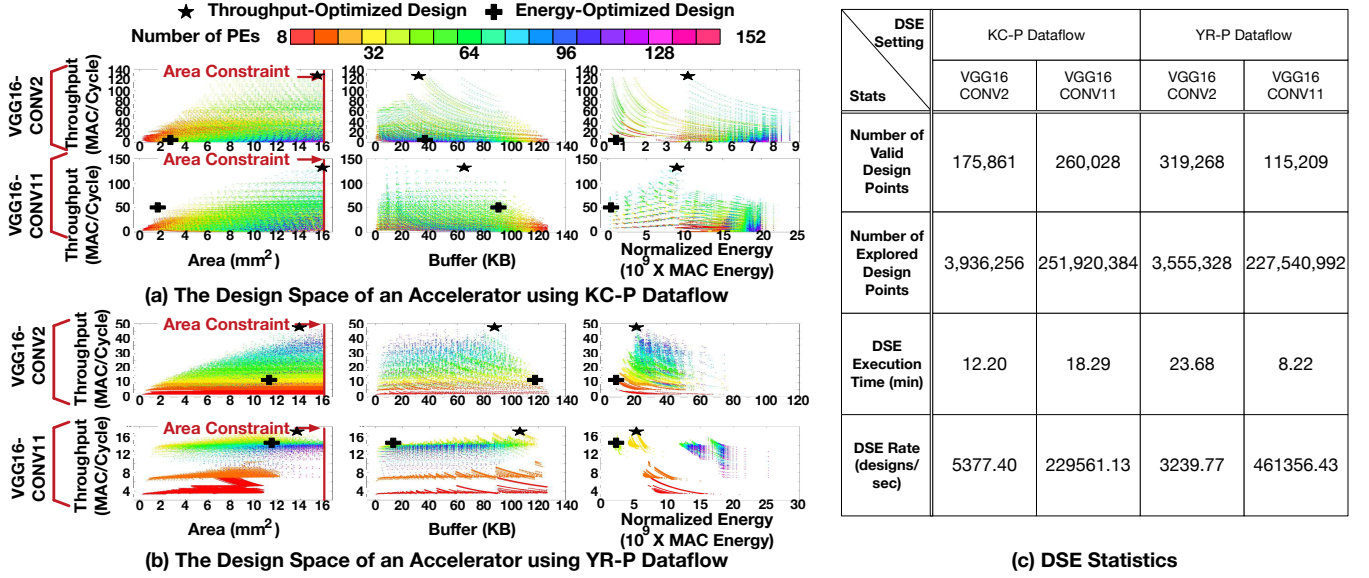 ★ Throughput-Optimized Design ✚ Energy-Optimized Design
Number of PEs 8 32 64 96 128 152
VGG16-
CONV2
Throughput
(MAC/Cycle)
Area Constraint
140
120
100
80
60
40
20
0
0 2 4 6 8 10 12 14 16
0 20 40 60 80 100 120 140
0 1 2 3 4 5 6 7 8 9
VGG16-
CONV11
Throughput
(MAC/Cycle)
Area Constraint
150
100
50
0
0 2 4 6 8 10 12 14 16
0 20 40 60 80 100 120 140
0 5 10 15 20 25
Area (mm²)
Buffer (KB)
Normalized Energy
(10⁹ X MAC Energy)
(a) The Design Space of an Accelerator using KC-P Dataflow
VGG16-
CONV2
Throughput
(MAC/Cycle)
Area Constraint
50
40
30
20
10
0
0 2 4 6 8 10 12 14 16
0 20 40 60 80 100 120 140
0 20 40 60 80 100 120
VGG16-
CONV11
Throughput
(MAC/Cycle)
Area Constraint
16
12
8
4
0 2 4 6 8 10 12 14 16
0 20 40 60 80 100 120 140
0 5 10 15 20 25 30
Area (mm²)
Buffer (KB)
Normalized Energy
(10⁹ X MAC Energy)
(b) The Design Space of an Accelerator using YR-P Dataflow
DSE
Setting
Stats
KC-P Dataflow YR-P Dataflow
VGG16
CONV2
VGG16
CONV11
VGG16
CONV2
VGG16
CONV11
Number of
Valid
Design
Points
175,861 260,028 319,268 115,209
Number of
Explored
Design
Points
3,936,256 251,920,384 3,555,328 227,540,992
DSE
Execution
Time (min)
12.20 18.29 23.68 8.22
DSE Rate
(designs/
sec)
5377.40 229561.13 3239.77 461356.43
(c) DSE Statistics